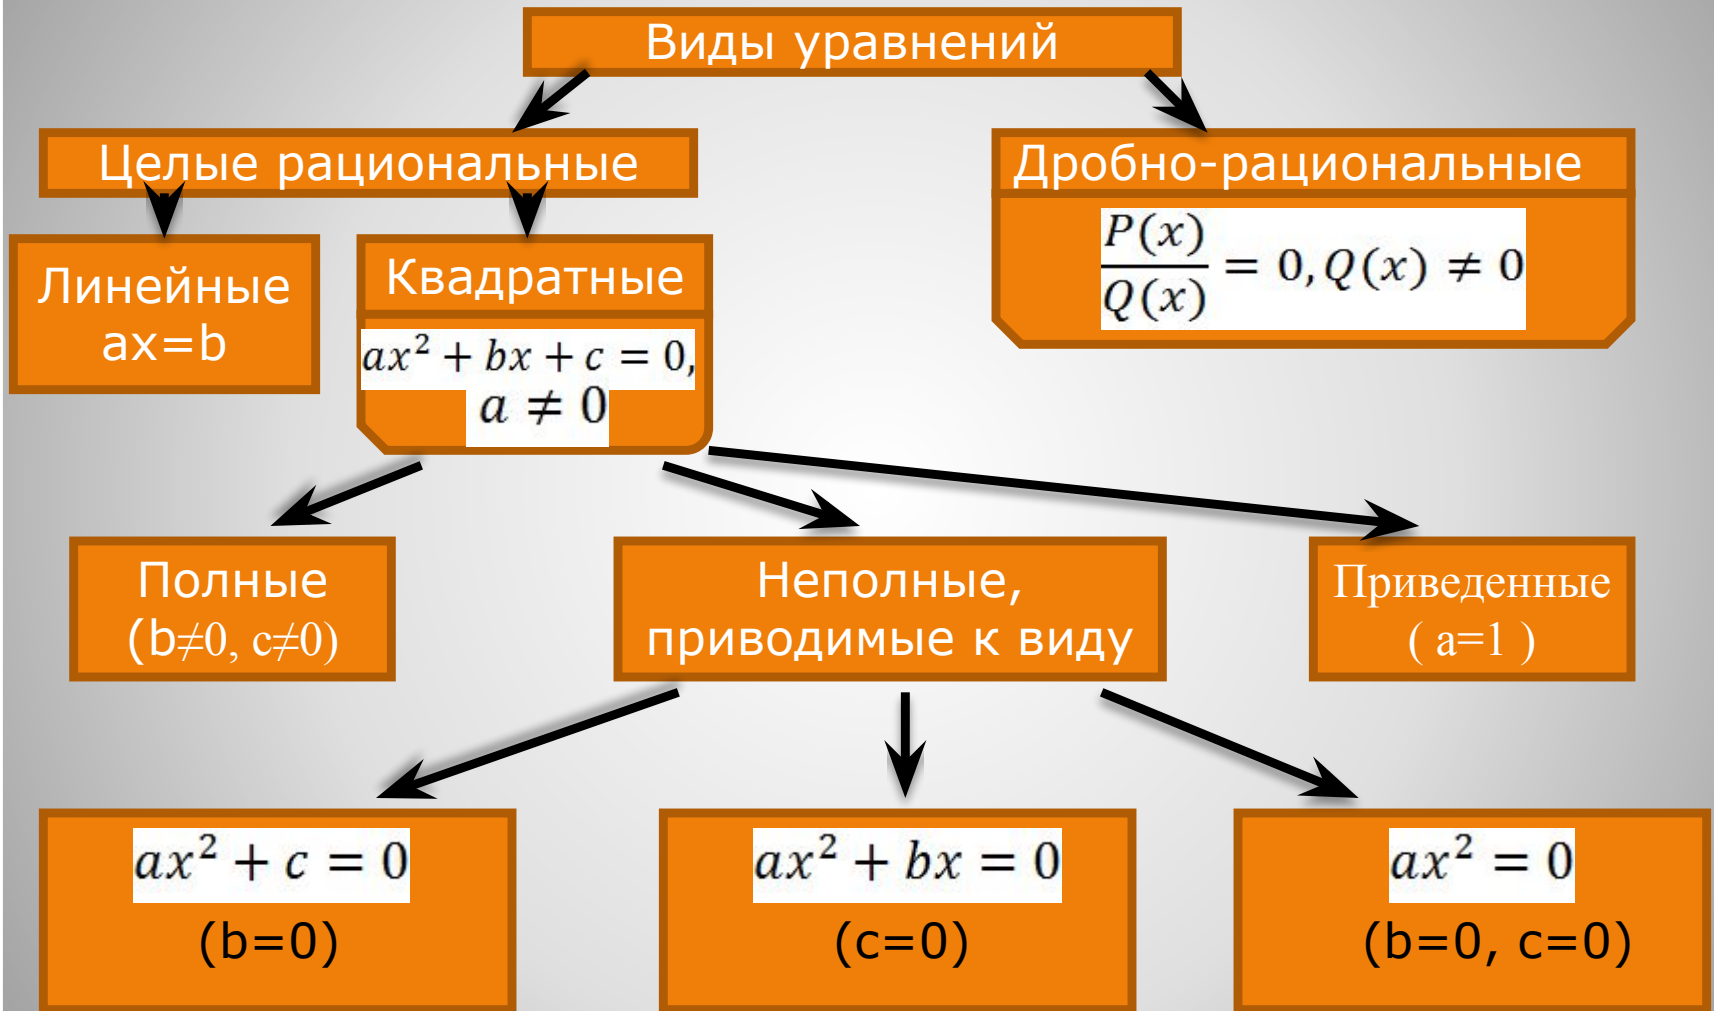 Виды уравнений
Целые рациональные
Дробно-рациональные
P(x)/Q(x) = 0, Q(x) ≠ 0
Линейные
ax=b
Квадратные
ax² + bx + c = 0,
a ≠ 0
Полные
(b≠0, c≠0)
Неполные,
приводимые к виду
Приведенные
( a=1 )
ax² + c = 0
(b=0)
ax² + bx = 0
(c=0)
ax² = 0
(b=0, c=0)